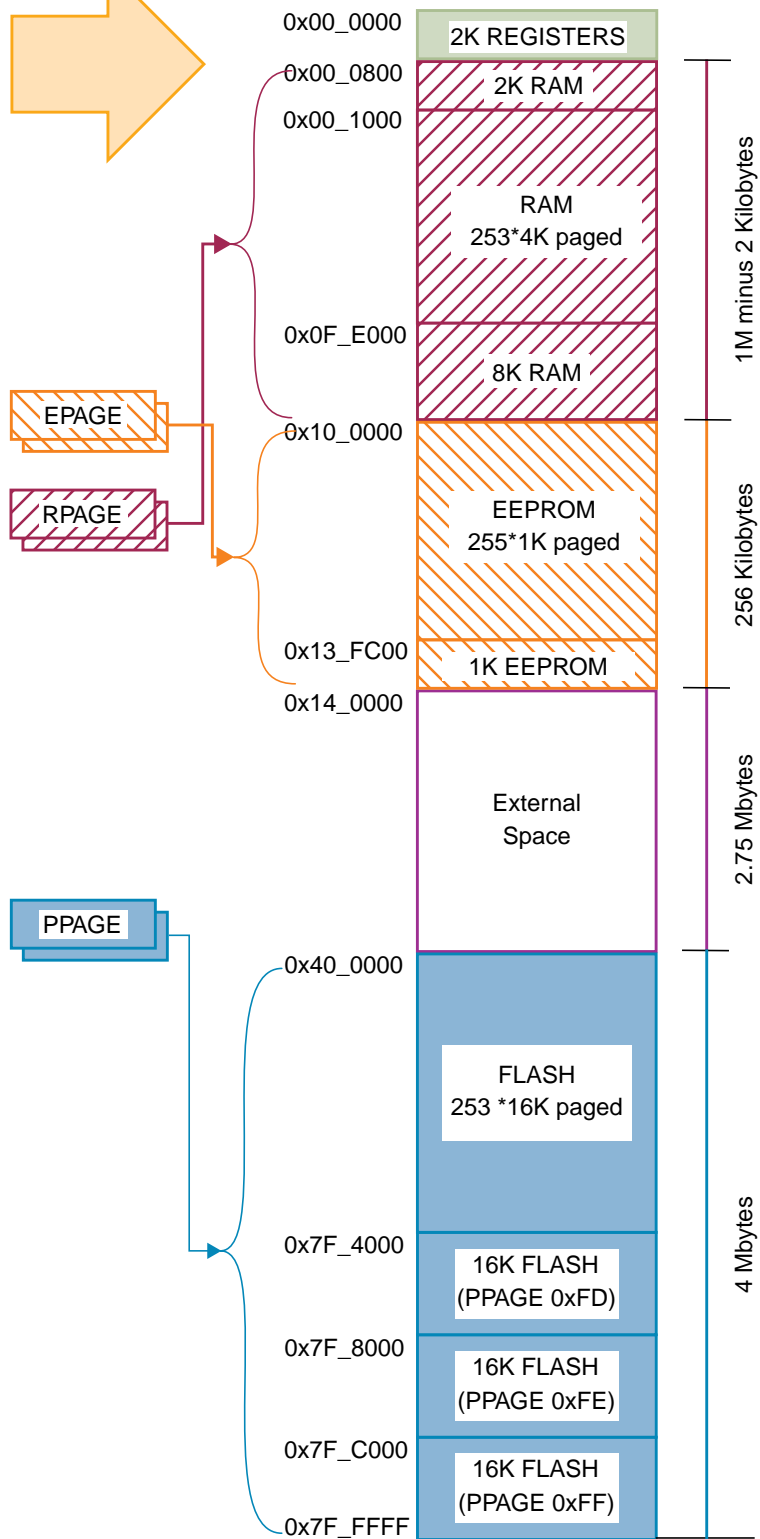 0x00_0000
2K REGISTERS
0x00_0800
2K RAM
0x00_1000
RAM
253*4K paged
1M minus 2 Kilobytes
0x0F_E000
8K RAM
EPAGE
0x10_0000
RPAGE
EEPROM
255*1K paged
256 Kilobytes
0x13_FC00
1K EEPROM
0x14_0000
External
Space
2.75 Mbytes
PPAGE
0x40_0000
FLASH
253 *16K paged
4 Mbytes
0x7F_4000
16K FLASH
(PPAGE 0xFD)
0x7F_8000
16K FLASH
(PPAGE 0xFE)
0x7F_C000
16K FLASH
(PPAGE 0xFF)
0x7F_FFFF